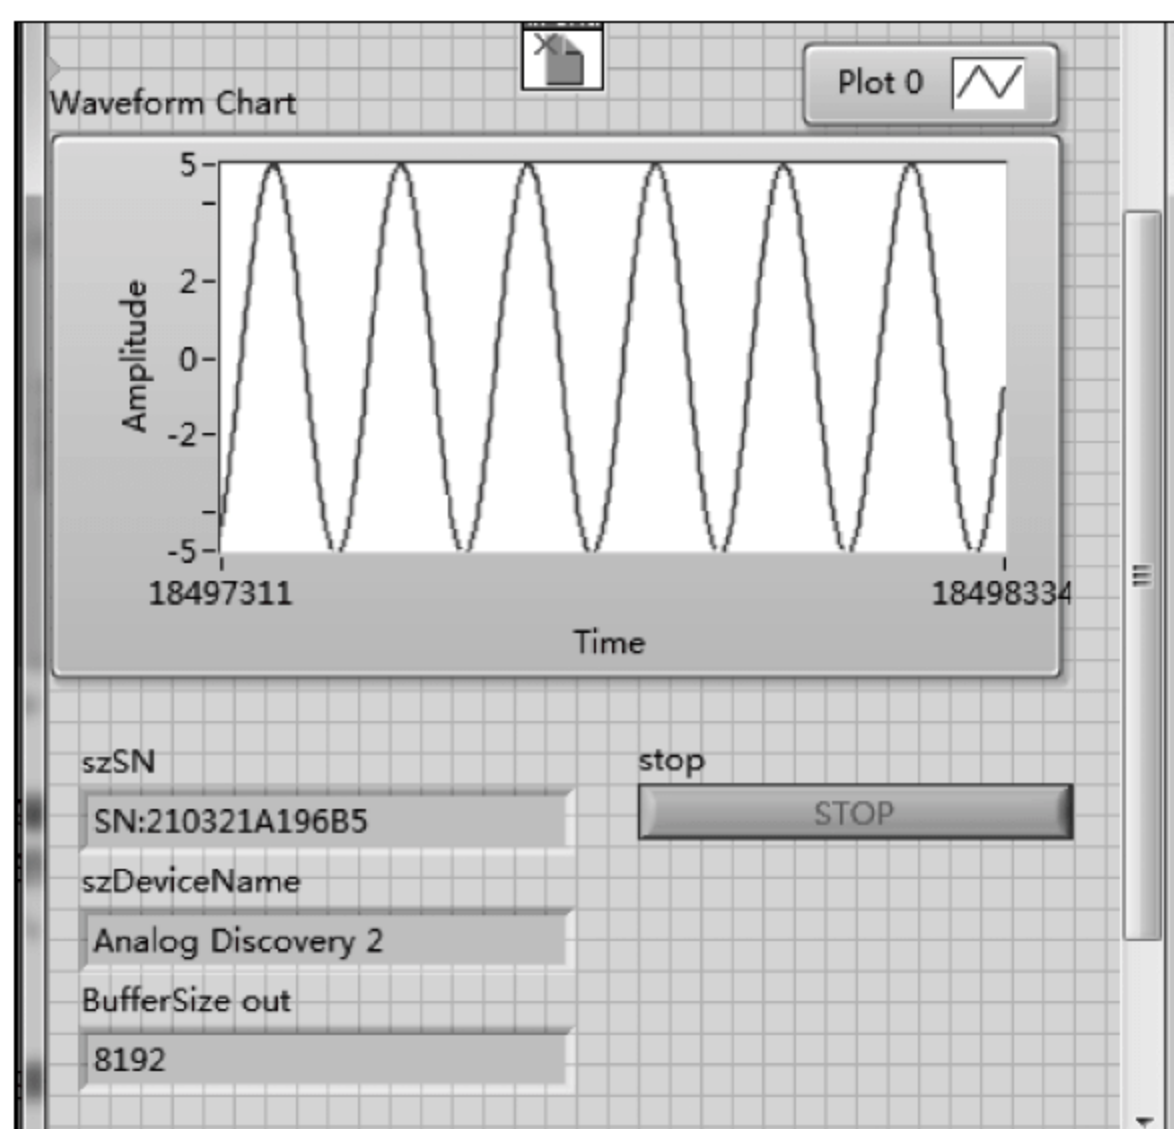 Plot 0
Waveform Chart
5
2
0
-2
-5
Amplitude
18497311
18498334
Time
szSN
SN:210321A196B5
stop
STOP
szDeviceName
Analog Discovery 2
BufferSize out
8192